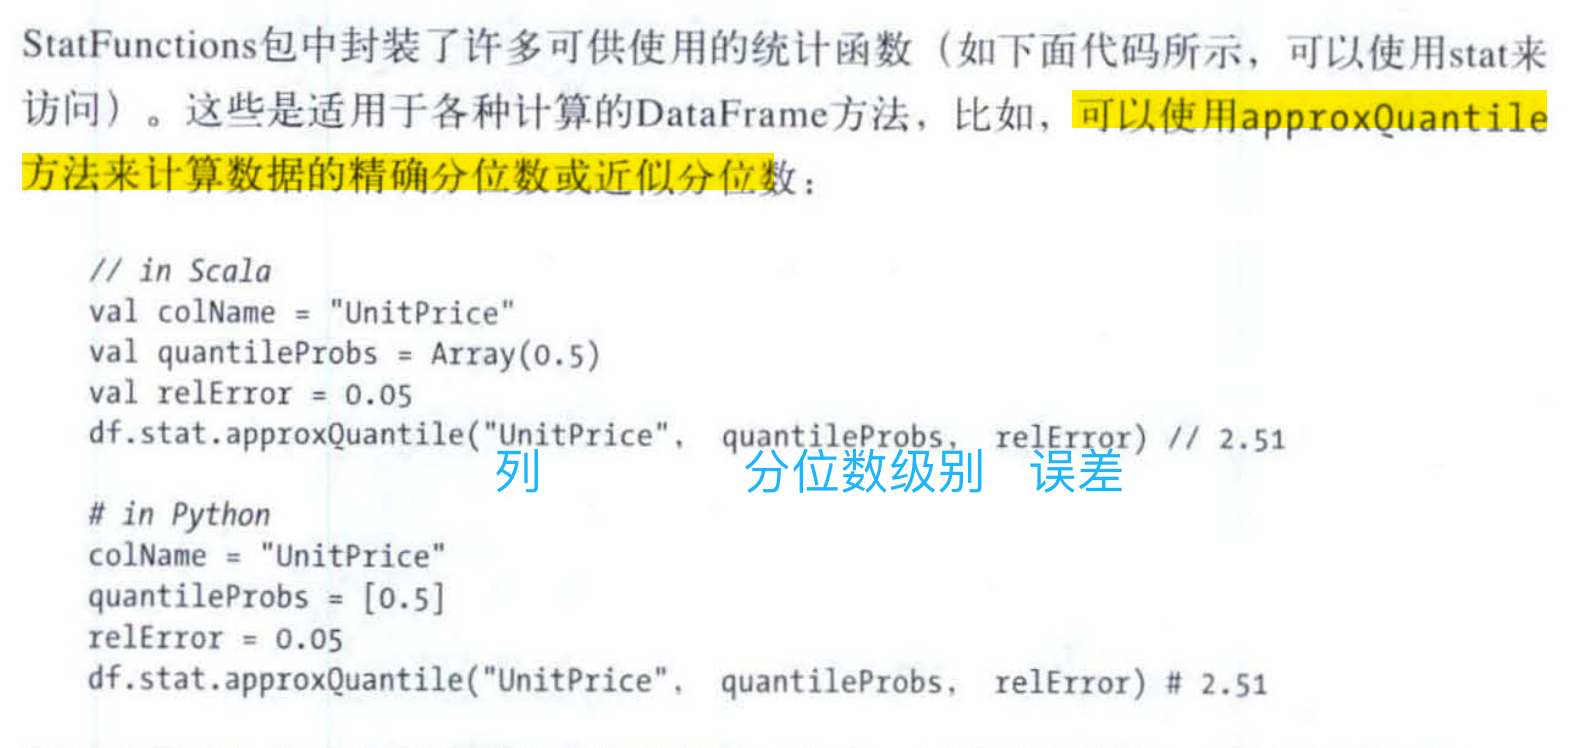 StatFunctions包中封装了许多可供使用的统计函数（如下面代码所示，可以使用stat来
访问）。这些是适用于各种计算的DataFrame方法，比如，可以使用approxQuantile
方法来计算数据的精确分位数或近似分位数：
// in Scala
val colName = "UnitPrice"
val quantileProbs = Array(0.5)
val relError = 0.05
df.stat.approxQuantile("UnitPrice", quantileProbs, relError) // 2.51
列 分位数级别 误差
# in Python
colName = "UnitPrice"
quantileProbs = [0.5]
relError = 0.05
df.stat.approxQuantile("UnitPrice", quantileProbs, relError) # 2.51